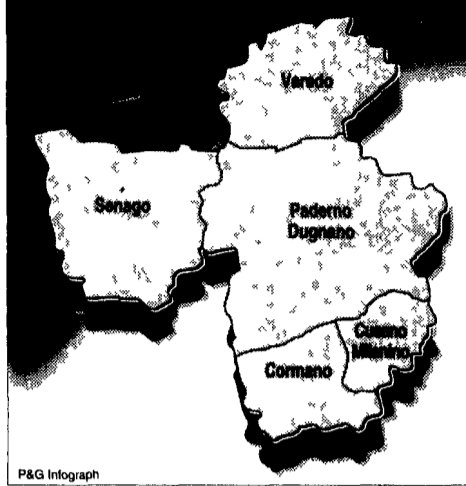 Varedo
Senago
Paderno
Dugnano
Cusano
Milanino
Cormano
P&G Infograph